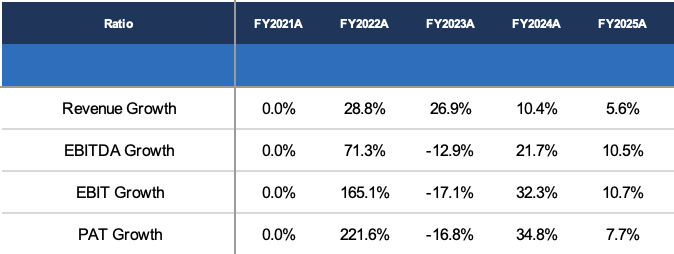 Ratio FY2021A FY2022A FY2023A FY2024A FY2025A
Revenue Growth 0.0% 28.8% 26.9% 10.4% 5.6%
EBITDA Growth 0.0% 71.3% -12.9% 21.7% 10.5%
EBIT Growth 0.0% 165.1% -17.1% 32.3% 10.7%
PAT Growth 0.0% 221.6% -16.8% 34.8% 7.7%